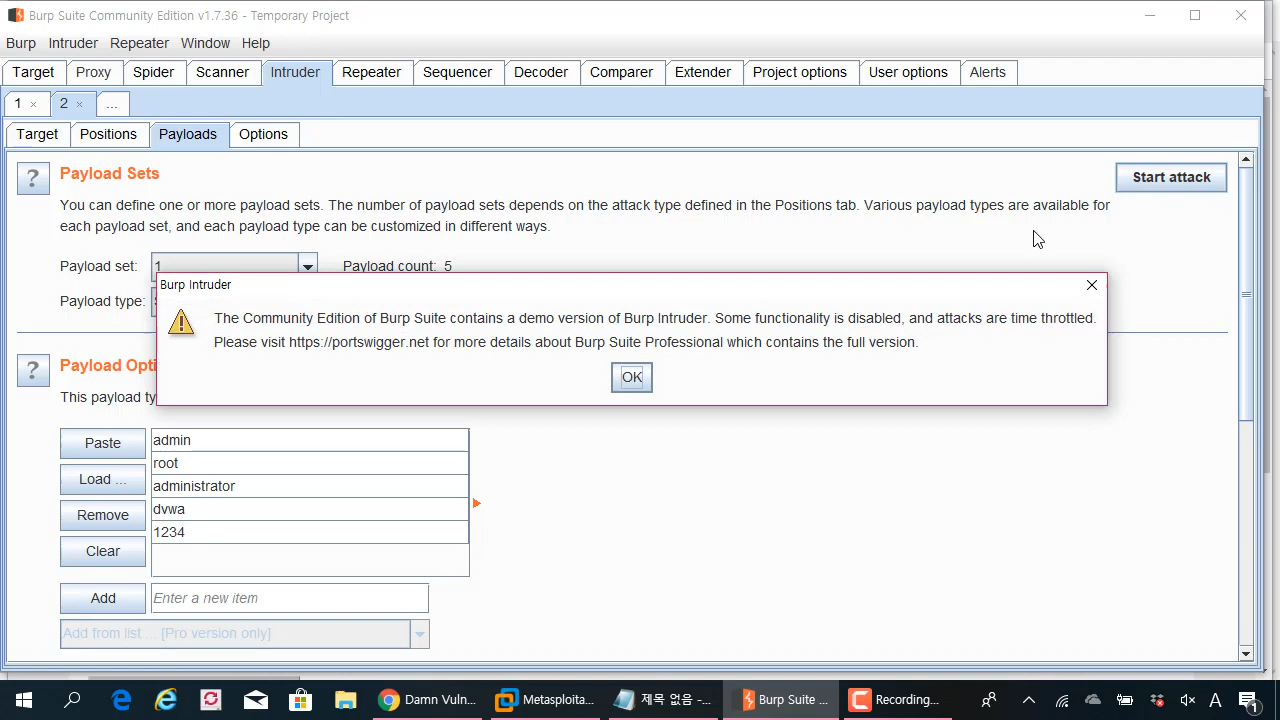 Burp Suite Community Edition v1.7.36 - Temporary Project
Burp Intruder Repeater Window Help
Target Proxy Spider Scanner Intruder Repeater Sequencer Decoder Comparer Extender Project options User options Alerts
1 × 2 × ...
Target Positions Payloads Options
? Payload Sets
Start attack
You can define one or more payload sets. The number of payload sets depends on the attack type defined in the Positions tab. Various payload types are available for
each payload set, and each payload type can be customized in different ways.
Payload set: 1 Payload count: 5
Payload type:
Burp Intruder
The Community Edition of Burp Suite contains a demo version of Burp Intruder. Some functionality is disabled, and attacks are time throttled.
Please visit https://portswigger.net for more details about Burp Suite Professional which contains the full version.
OK
? Payload Opti
This payload ty
Paste
Load ...
Remove
Clear
admin
root
administrator
dvwa
1234
Add Enter a new item
Add from list ... [Pro version only]
Damn Vuln... Metasploita... 제목 없음 -... Burp Suite ... Recording... A 1